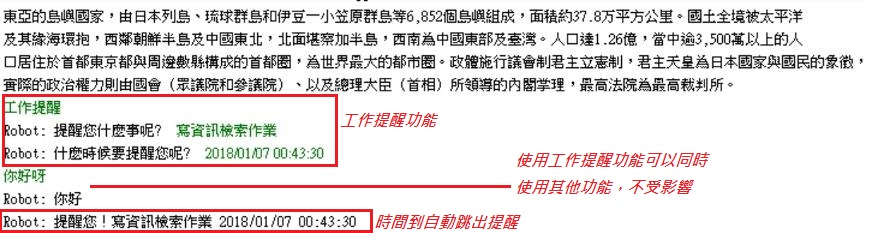 東亞的島嶼國家，由日本列島、琉球群島和伊豆－小笠原群島等6,852個島嶼組成，面積約37.8萬平方公里。國土全境被太平洋
及其緣海環抱，西鄰朝鮮半島及中國東北，北面堪察加半島，西南為中國東部及臺灣。人口達1.26億，當中逾3,500萬以上的人
口居住於首都東京都與周邊數縣構成的首都圈，為世界最大的都市圈。政體施行議會制君主立憲制，君主天皇為日本國家與國民的象徵，
實際的政治權力則由國會（眾議院和參議院）、以及總理大臣（首相）所領導的內閣掌理，最高法院為最高裁判所。
工作提醒
Robot: 提醒您什麼事呢? 寫資訊檢索作業
工作提醒功能
Robot: 什麼時候要提醒您呢? 2018/01/07 00:43:30
你好呀
使用工作提醒功能可以同時
使用其他功能，不受影響
Robot: 你好
Robot: 提醒您！寫資訊檢索作業 2018/01/07 00:43:30
時間到自動跳出提醒